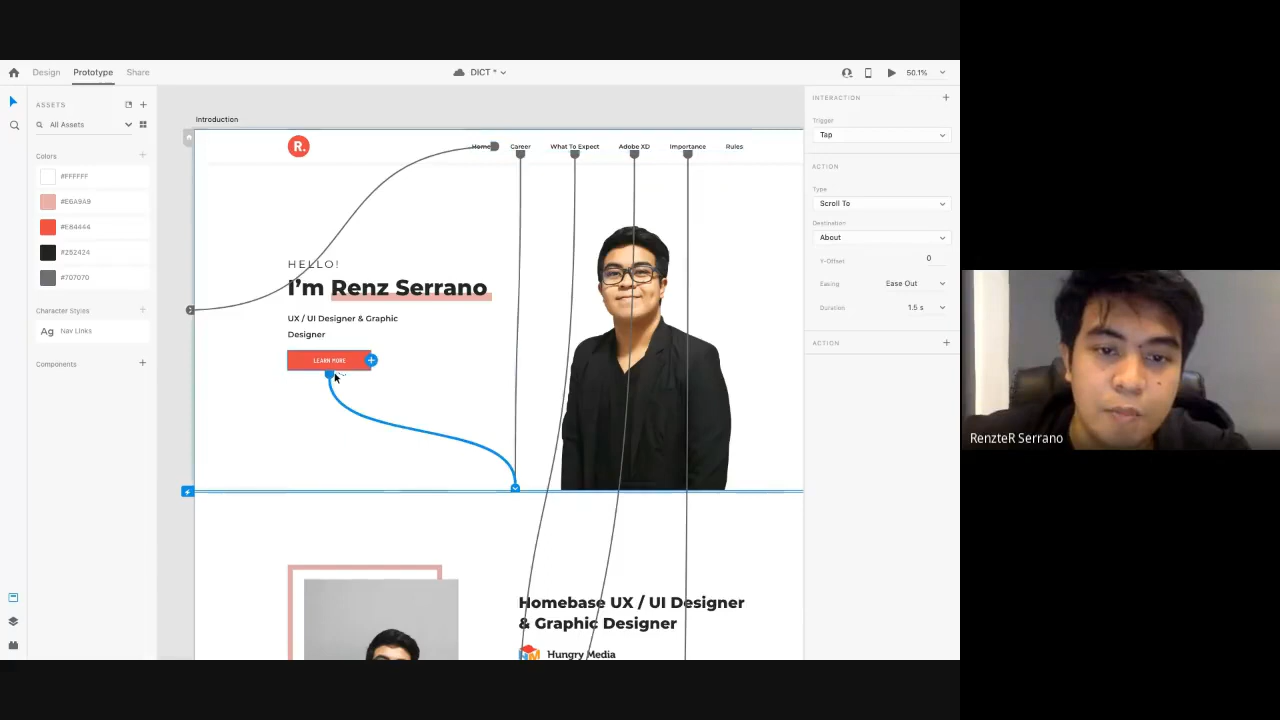 Design Prototype Share
DICT *
50.1%
ASSETS
All Assets
Colors
#FFFFFF
#E6A9A9
#E84444
#252424
#707070
Character Styles
Ag Nav Links
Components
Introduction
R.
Home Career What To Expect Adobe XD Importance Rules
HELLO!
I'm Renz Serrano
UX / UI Designer & Graphic
Designer
LEARN MORE
Homebase UX / UI Designer
& Graphic Designer
HM Hungry Media
INTERACTION
Trigger
Tap
ACTION
Type
Scroll To
Destination
About
Y-Offset 0
Easing Ease Out
Duration 1.5 s
ACTION
RenzteR Serrano